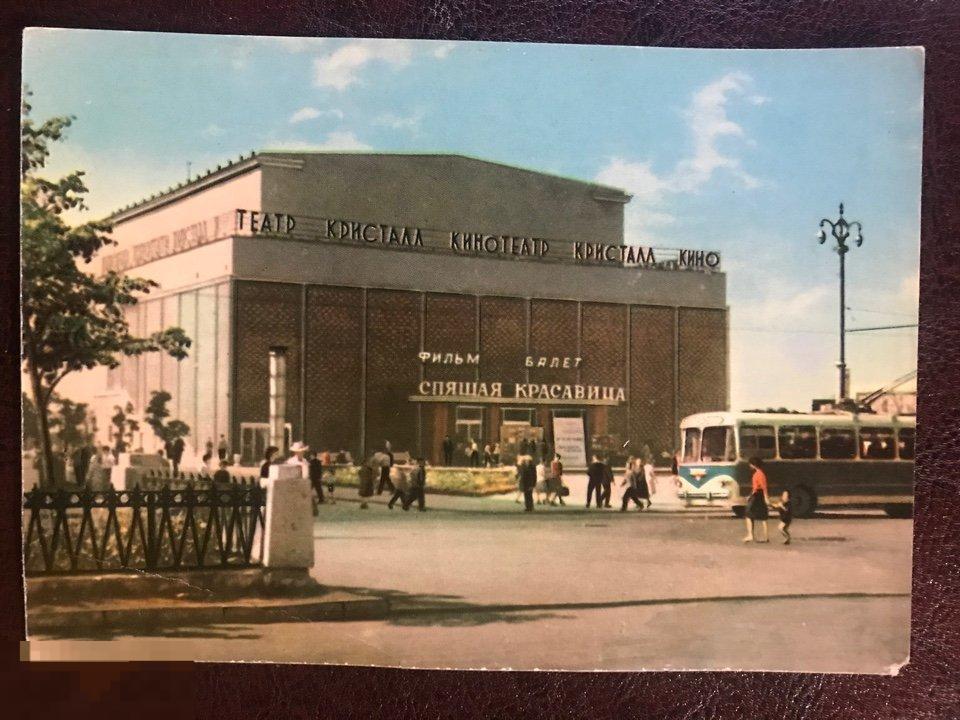 ТЕАТР КРИСТАЛЛ КИНОТЕАТР КРИСТАЛЛ КИНО
ФИЛЬМ БАЛЕТ
СПЯЩАЯ КРАСАВИЦА